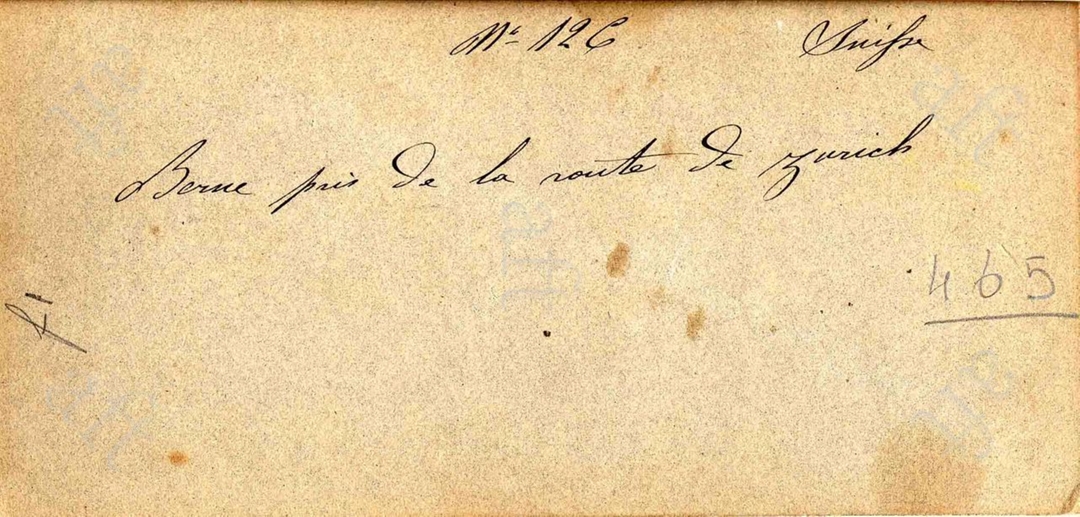 Nº 126 Suisse
Berne pris de la route de Zurich
465